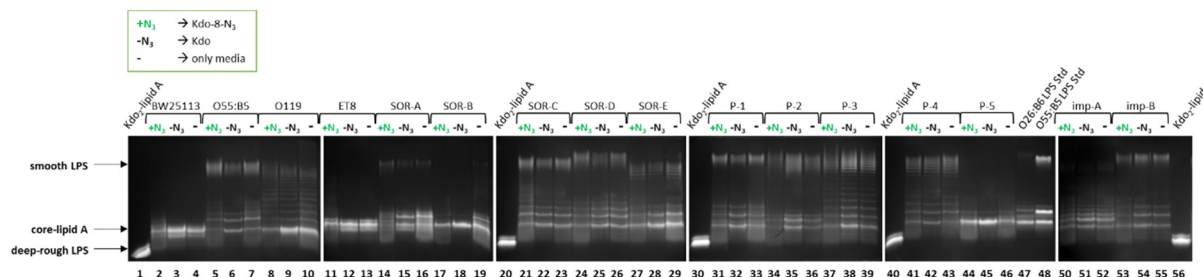 +N₃ → Kdo-8-N₃
-N₃ → Kdo
- → only media
Kdo₂-lipid A BW25113 O55:B5 O119 ET8 SOR-A SOR-B Kdo₂-lipid A SOR-C SOR-D SOR-E Kdo₂-lipid A P-1 P-2 P-3 Kdo₂-lipid A P-4 P-5 O26:B6 LPS Std O55:B5 LPS Std imp-A imp-B Kdo₂-lipid
+N₃ -N₃ - +N₃ -N₃ - +N₃ -N₃ - +N₃ -N₃ - +N₃ -N₃ - +N₃ -N₃ - +N₃ -N₃ - +N₃ -N₃ - +N₃ -N₃ - +N₃ -N₃ - +N₃ -N₃ - +N₃ -N₃ - +N₃ -N₃ - +N₃ -N₃ - +N₃ -N₃ - +N₃ -N₃ -
smooth LPS
core-lipid A
deep-rough LPS
1 2 3 4 5 6 7 8 9 10 11 12 13 14 15 16 17 18 19 20 21 22 23 24 25 26 27 28 29 30 31 32 33 34 35 36 37 38 39 40 41 42 43 44 45 46 47 48 50 51 52 53 54 55 56